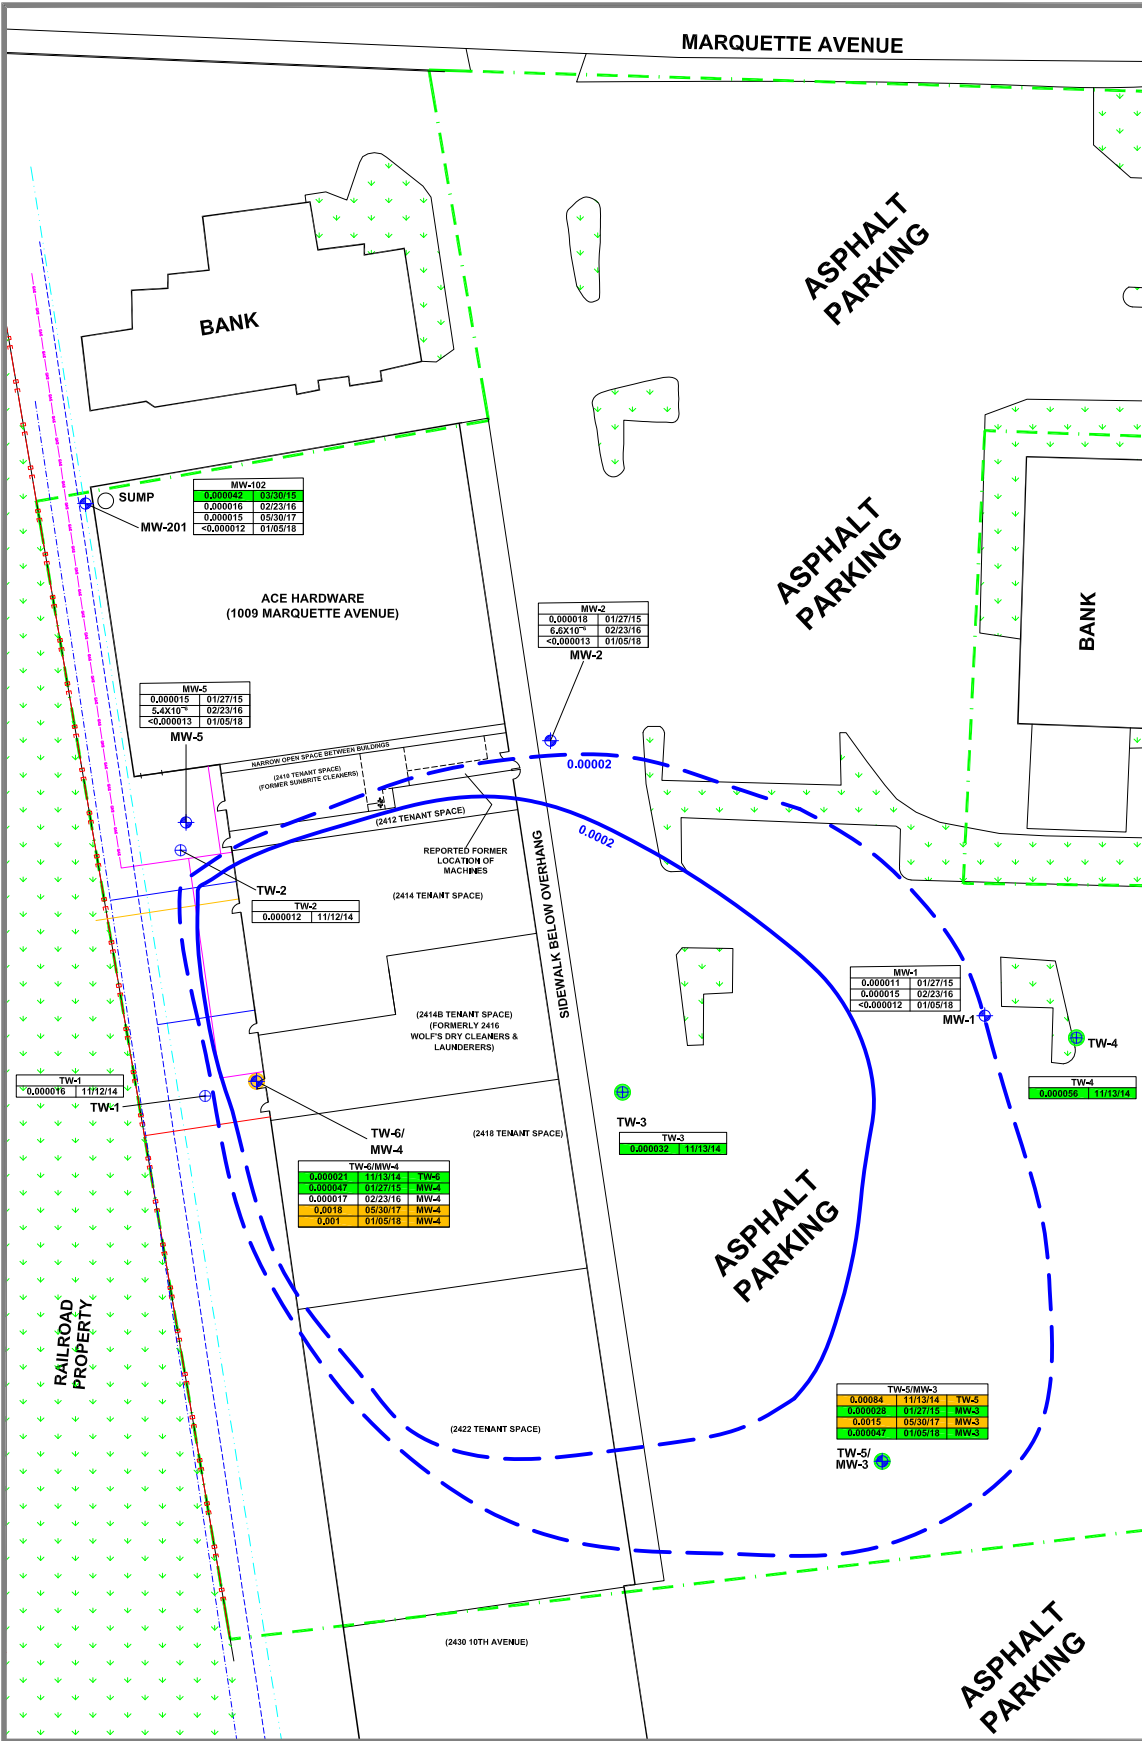 MARQUETTE AVENUE
ASPHALT
PARKING
BANK
SUMP
MW-201
MW-102
0.000042 03/30/15
0.000016 02/23/16
0.000015 05/30/17
<0.000012 01/05/18
ASPHALT
PARKING
BANK
ACE HARDWARE
(1009 MARQUETTE AVENUE)
MW-2
0.000018 01/27/15
6.6X10⁻⁶ 02/23/16
<0.000013 01/05/18
MW-2
MW-5
0.000015 01/27/15
5.4X10⁻⁶ 02/23/16
<0.000013 01/05/18
MW-5
NARROW OPEN SPACE BETWEEN BUILDINGS
(2410 TENANT SPACE)
(FORMER SUNBRITE CLEANERS)
0.00002
0.0002
(2412 TENANT SPACE)
REPORTED FORMER
LOCATION OF
MACHINES
SIDEWALK BELOW OVERHANG
TW-2
TW-2
0.000012 11/12/14
(2414 TENANT SPACE)
MW-1
0.000011 01/27/15
0.000015 02/23/16
<0.000012 01/05/18
MW-1
TW-4
TW-4
0.000056 11/13/14
(2414B TENANT SPACE)
(FORMERLY 2416
WOLF'S DRY CLEANERS &
LAUNDERERS)
TW-1
0.000016 11/12/14
TW-1
TW-3
TW-3
0.000032 11/13/14
(2418 TENANT SPACE)
TW-6/
MW-4
TW-6/MW-4
0.000021 11/13/14 TW-6
0.000047 01/27/15 MW-4
0.000017 02/23/16 MW-4
0.0018 05/30/17 MW-4
0.001 01/05/18 MW-4
ASPHALT
PARKING
RAILROAD
PROPERTY
TW-5/MW-3
0.00084 11/13/14 TW-5
0.000028 01/27/15 MW-3
0.0015 05/30/17 MW-3
0.000047 01/05/18 MW-3
TW-5/
MW-3
(2422 TENANT SPACE)
(2430 10TH AVENUE)
ASPHALT
PARKING